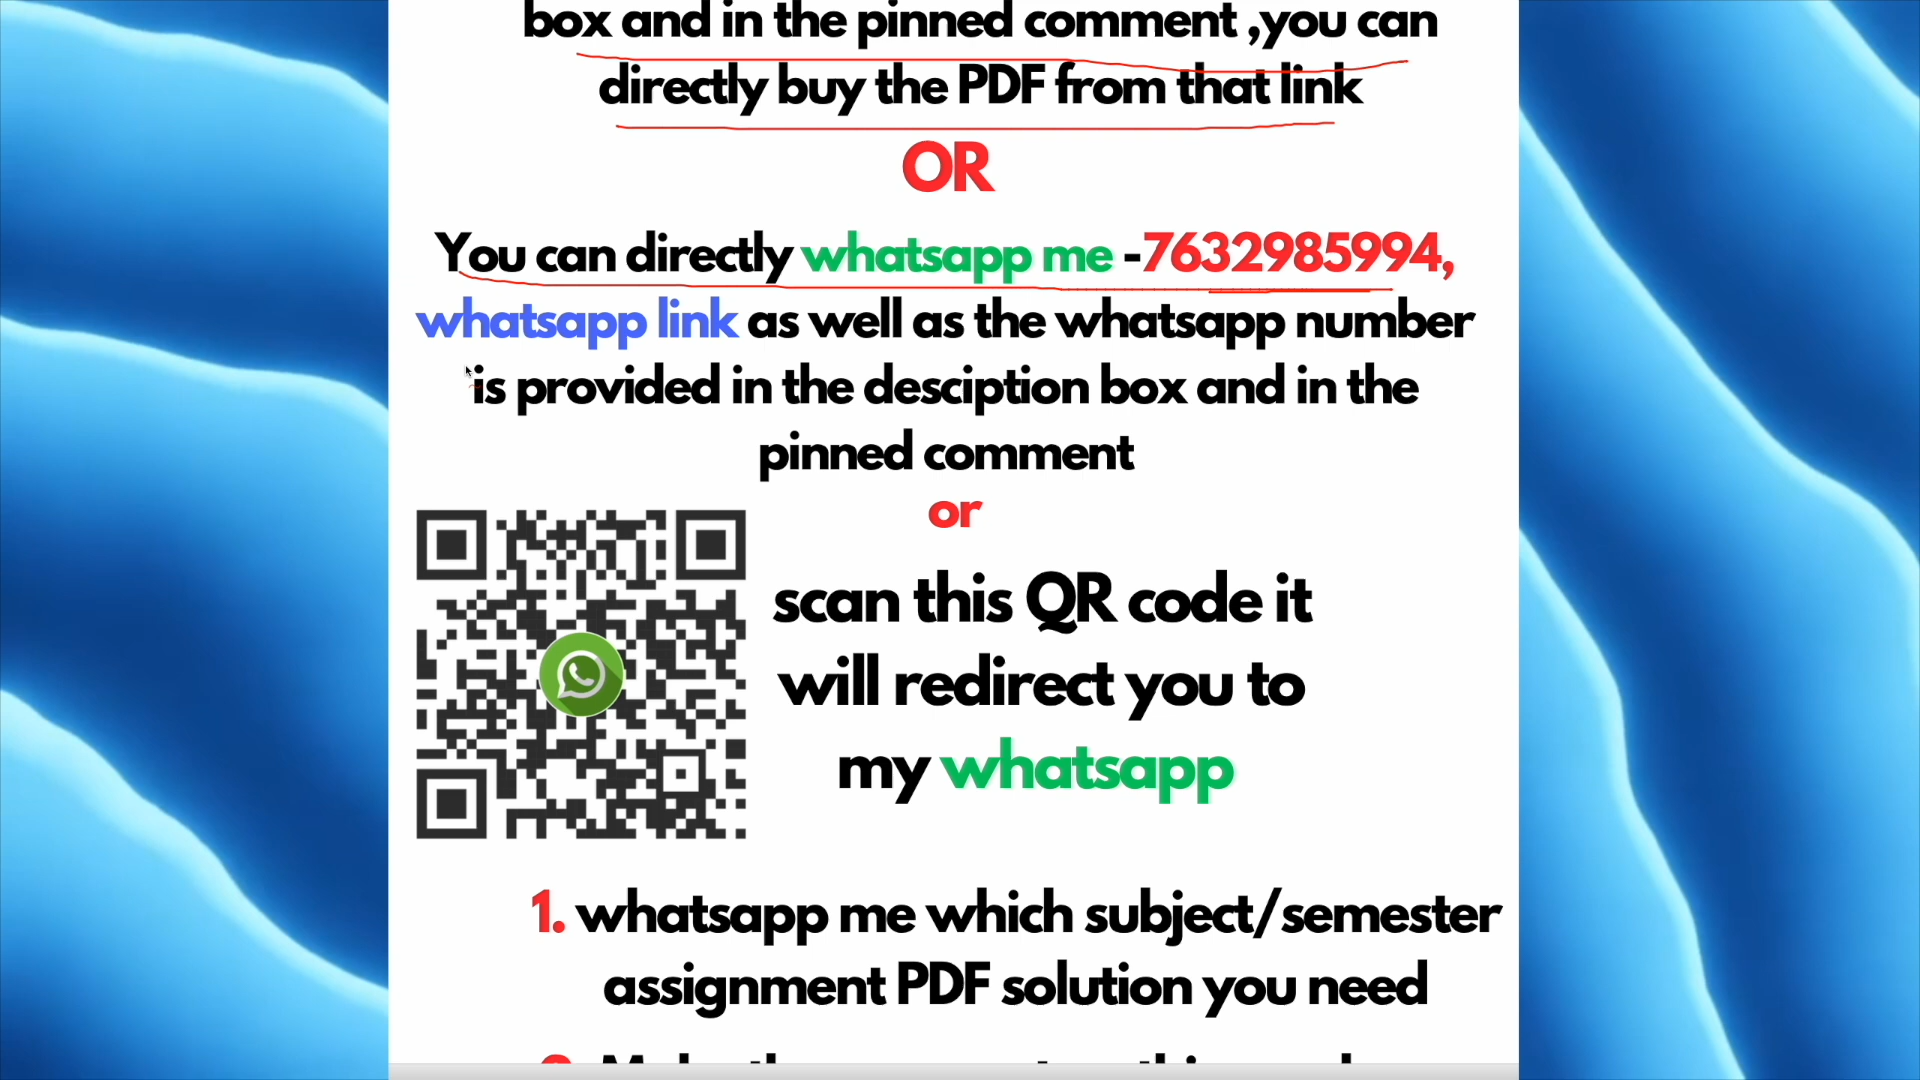 box and in the pinned comment ,you can
directly buy the PDF from that link
OR
You can directly whatsapp me -7632985994,
whatsapp link as well as the whatsapp number
is provided in the desciption box and in the
pinned comment
or
scan this QR code it
will redirect you to
my whatsapp
1. whatsapp me which subject/semester
assignment PDF solution you need